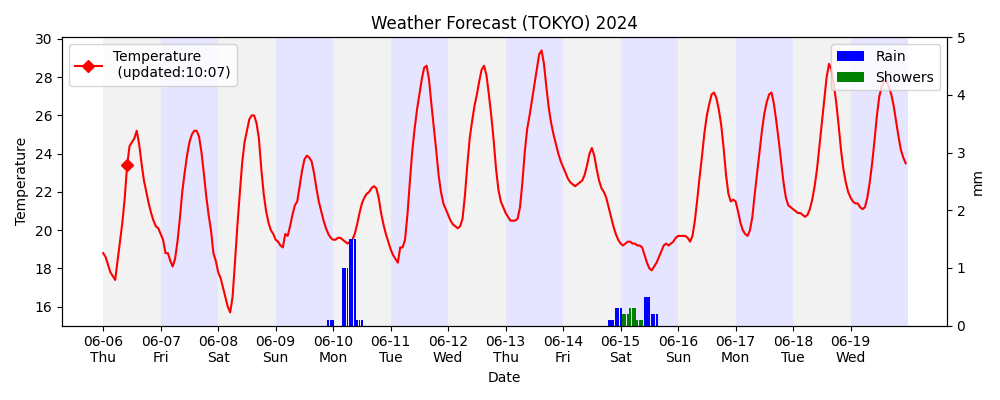 Weather Forecast (TOKYO) 2024
Temperature
(updated:10:07)
Rain
Showers
Temperature
30
28
26
24
22
20
18
16
5
4
3
2
1
0
mm
06-06 06-07 06-08 06-09 06-10 06-11 06-12 06-13 06-14 06-15 06-16 06-17 06-18 06-19
Thu Fri Sat Sun Mon Tue Wed Thu Fri Sat Sun Mon Tue Wed
Date